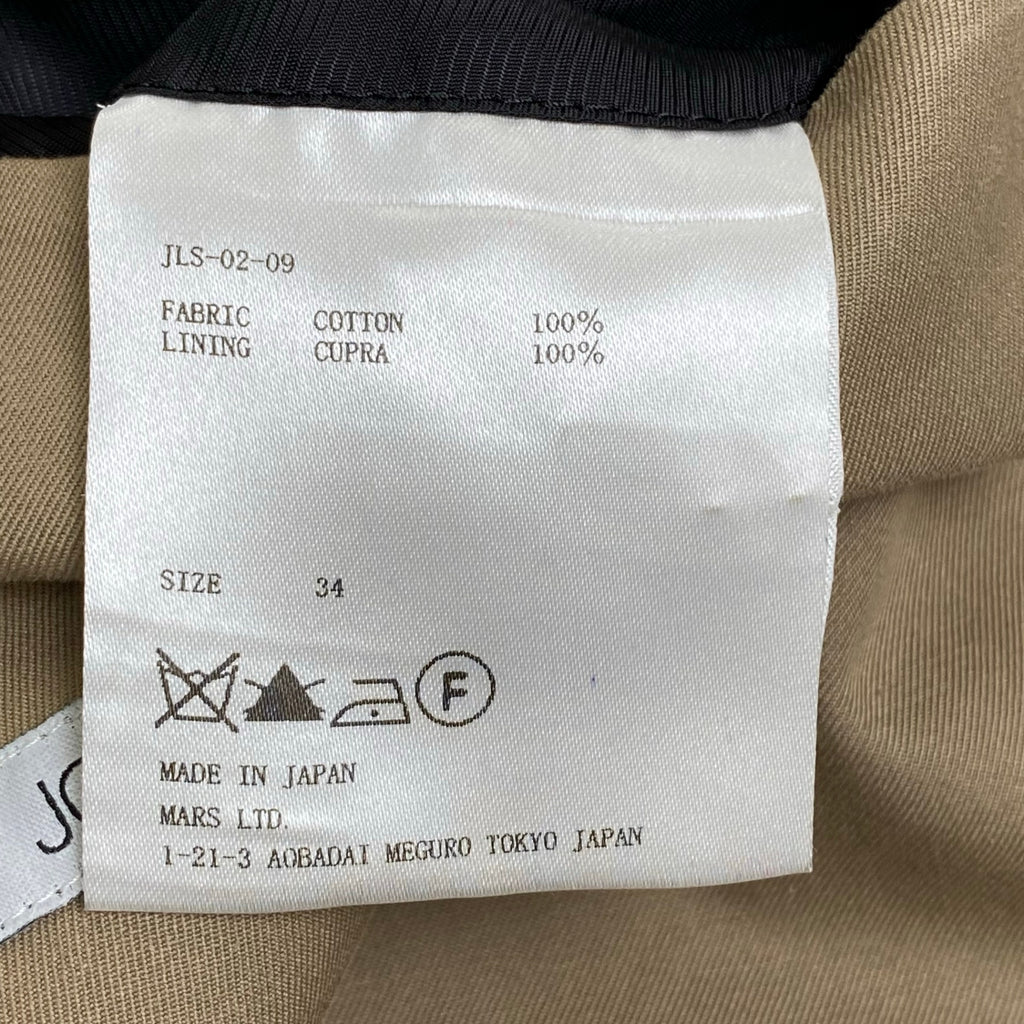 JLS-02-09
FABRIC COTTON 100%
LINING CUPRA 100%
SIZE 34
F
MADE IN JAPAN
MARS LTD.
1-21-3 AOBADAI MEGURO TOKYO JAPAN